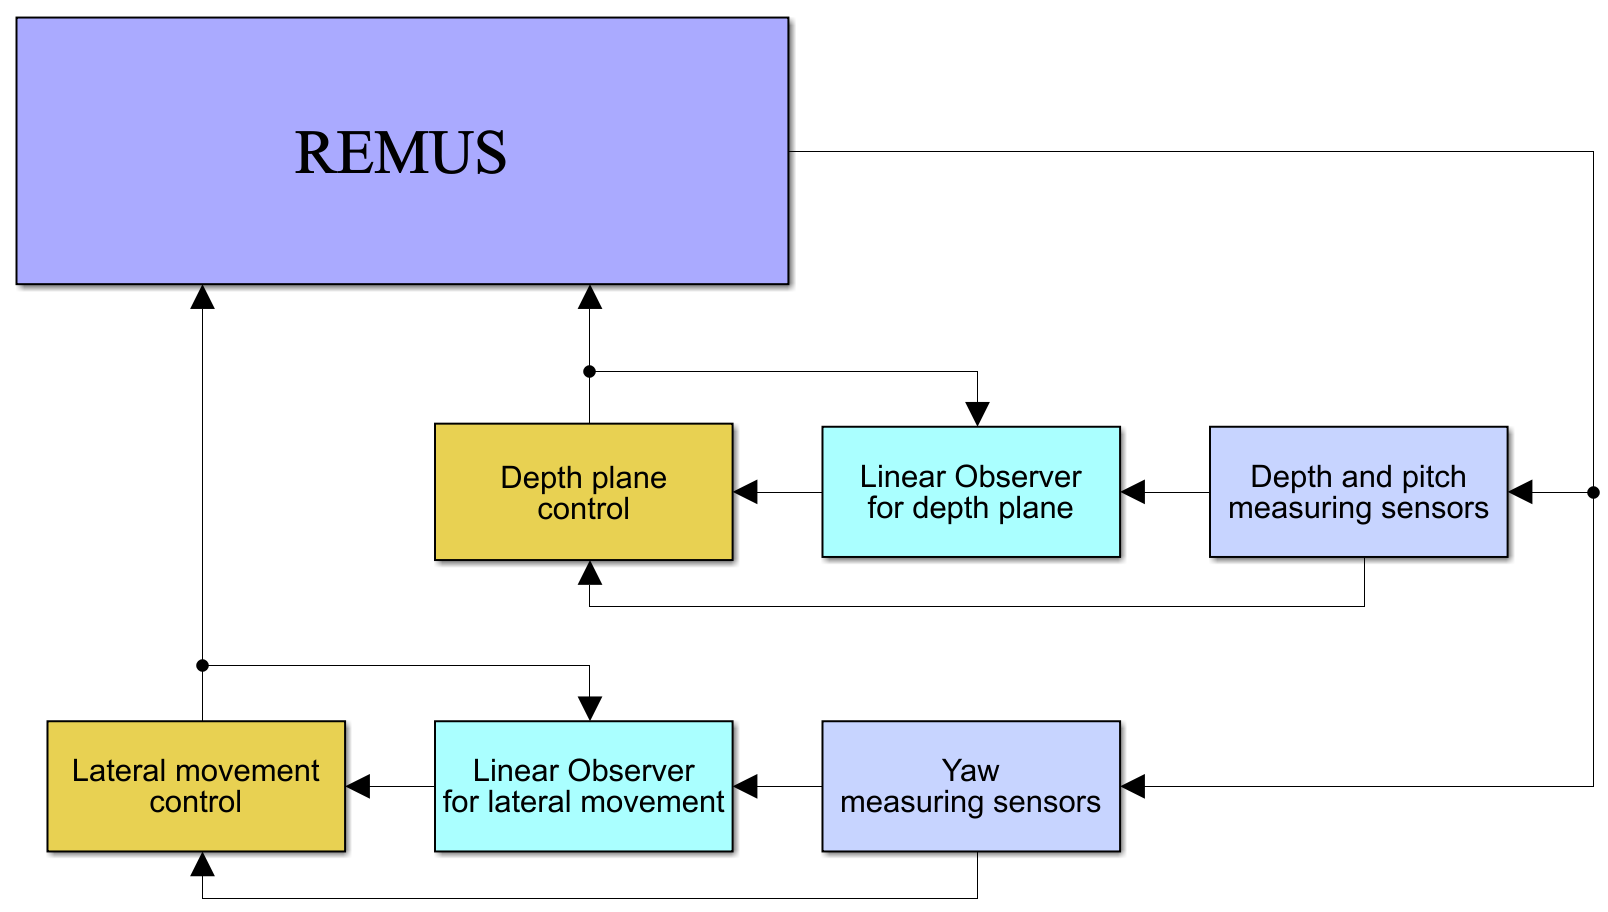 REMUS
Depth plane
control
Linear Observer
for depth plane
Depth and pitch
measuring sensors
Lateral movement
control
Linear Observer
for lateral movement
Yaw
measuring sensors